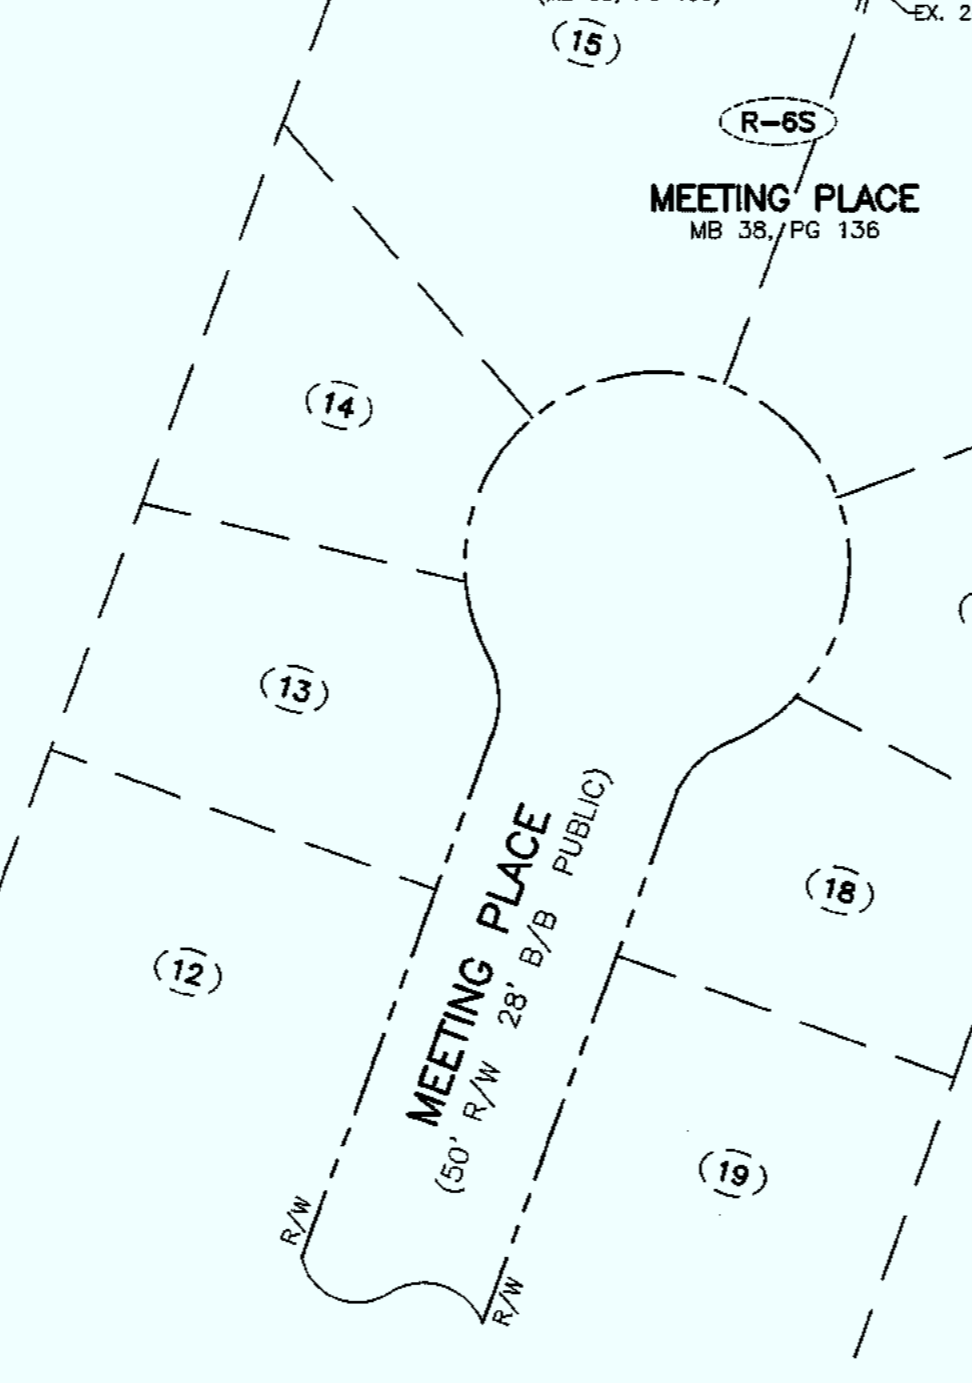 EX. 2
(15)
R-6S
MEETING PLACE
MB 38, PG 136
(14)
(13)
(18)
(12)
(19)
MEETING PLACE
(50' R/W 28' B/B PUBLIC)
R/W
R/W